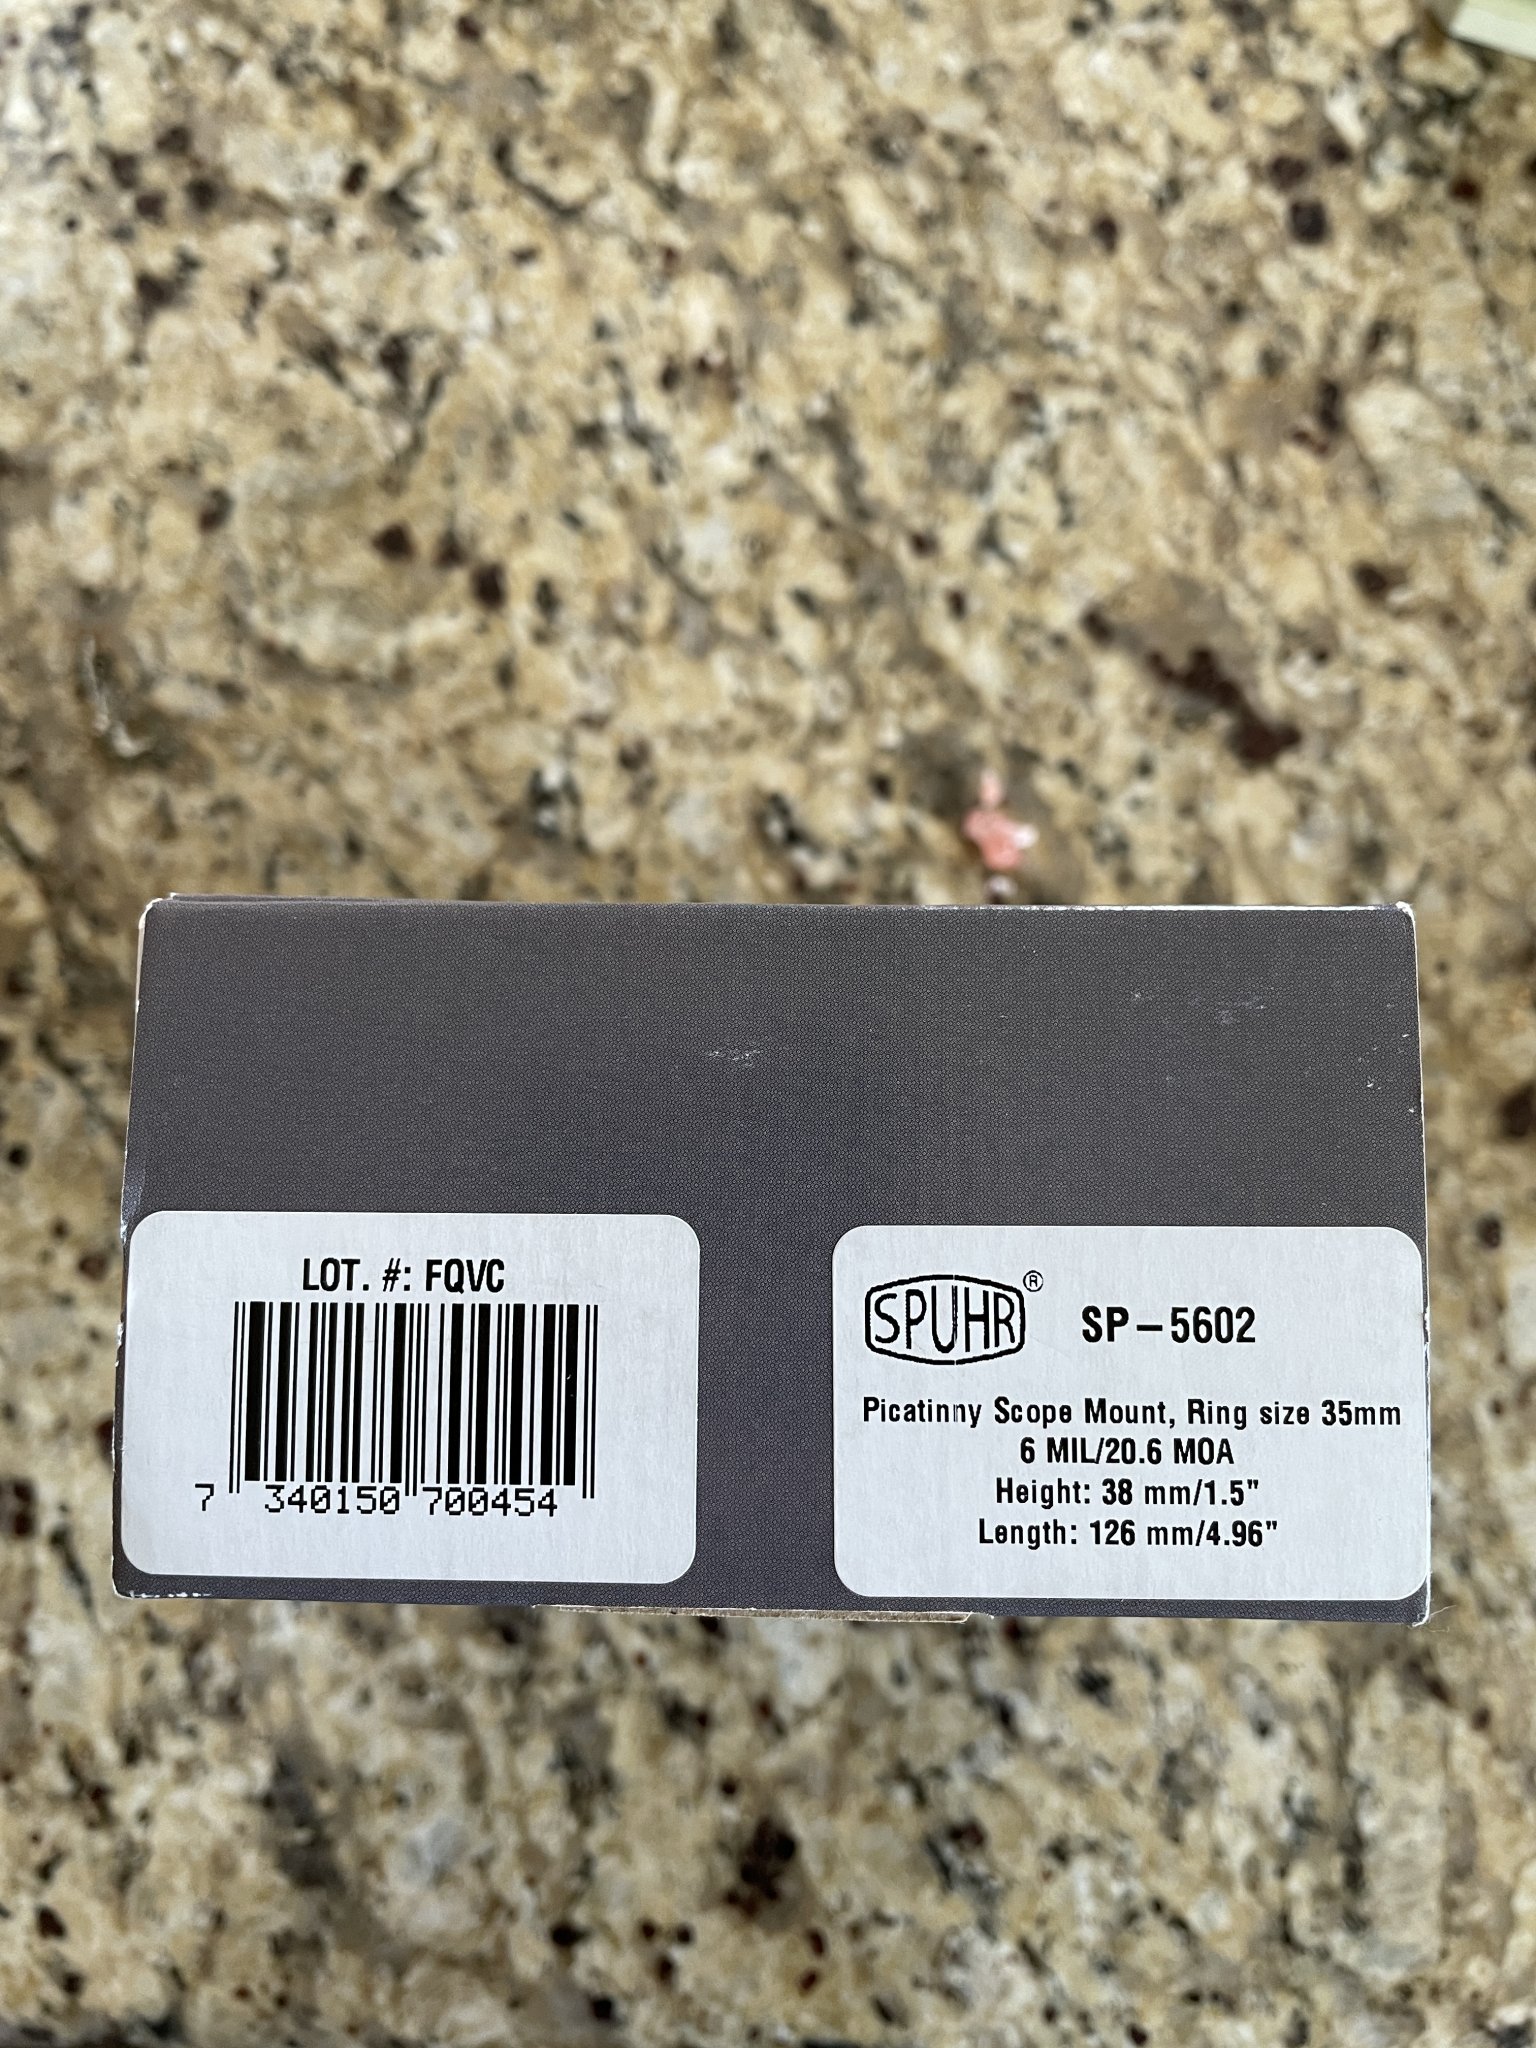 LOT. #: FQVC
7 340150 700454
SPUHR® SP-5602
Picatinny Scope Mount, Ring size 35mm
6 MIL/20.6 MOA
Height: 38 mm/1.5"
Length: 126 mm/4.96"